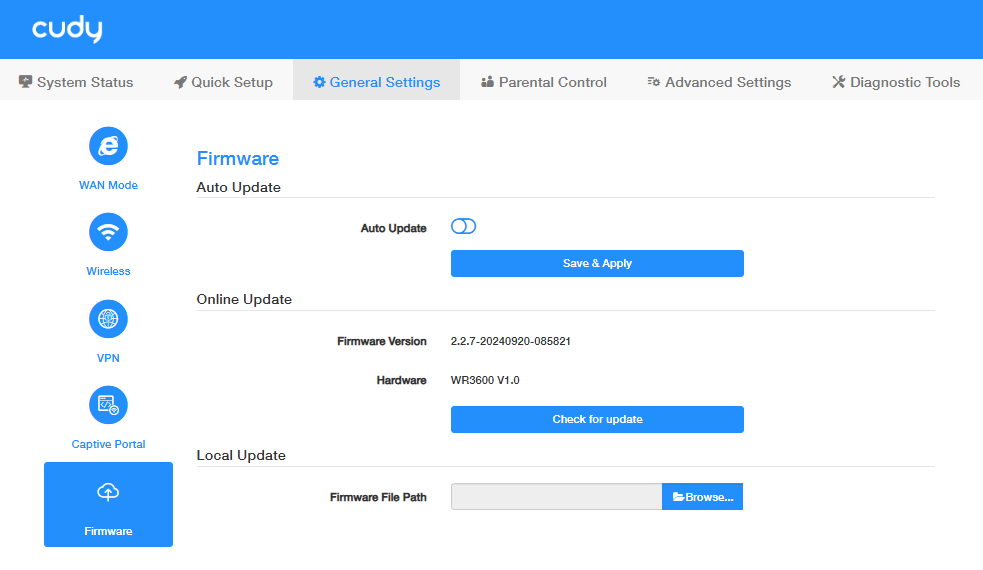 cudy
System Status Quick Setup General Settings Parental Control Advanced Settings Diagnostic Tools
WAN Mode
Wireless
VPN
Captive Portal
Firmware
Firmware
Auto Update
Auto Update
Save & Apply
Online Update
Firmware Version 2.2.7-20240920-085821
Hardware WR3600 V1.0
Check for update
Local Update
Firmware File Path Browse...